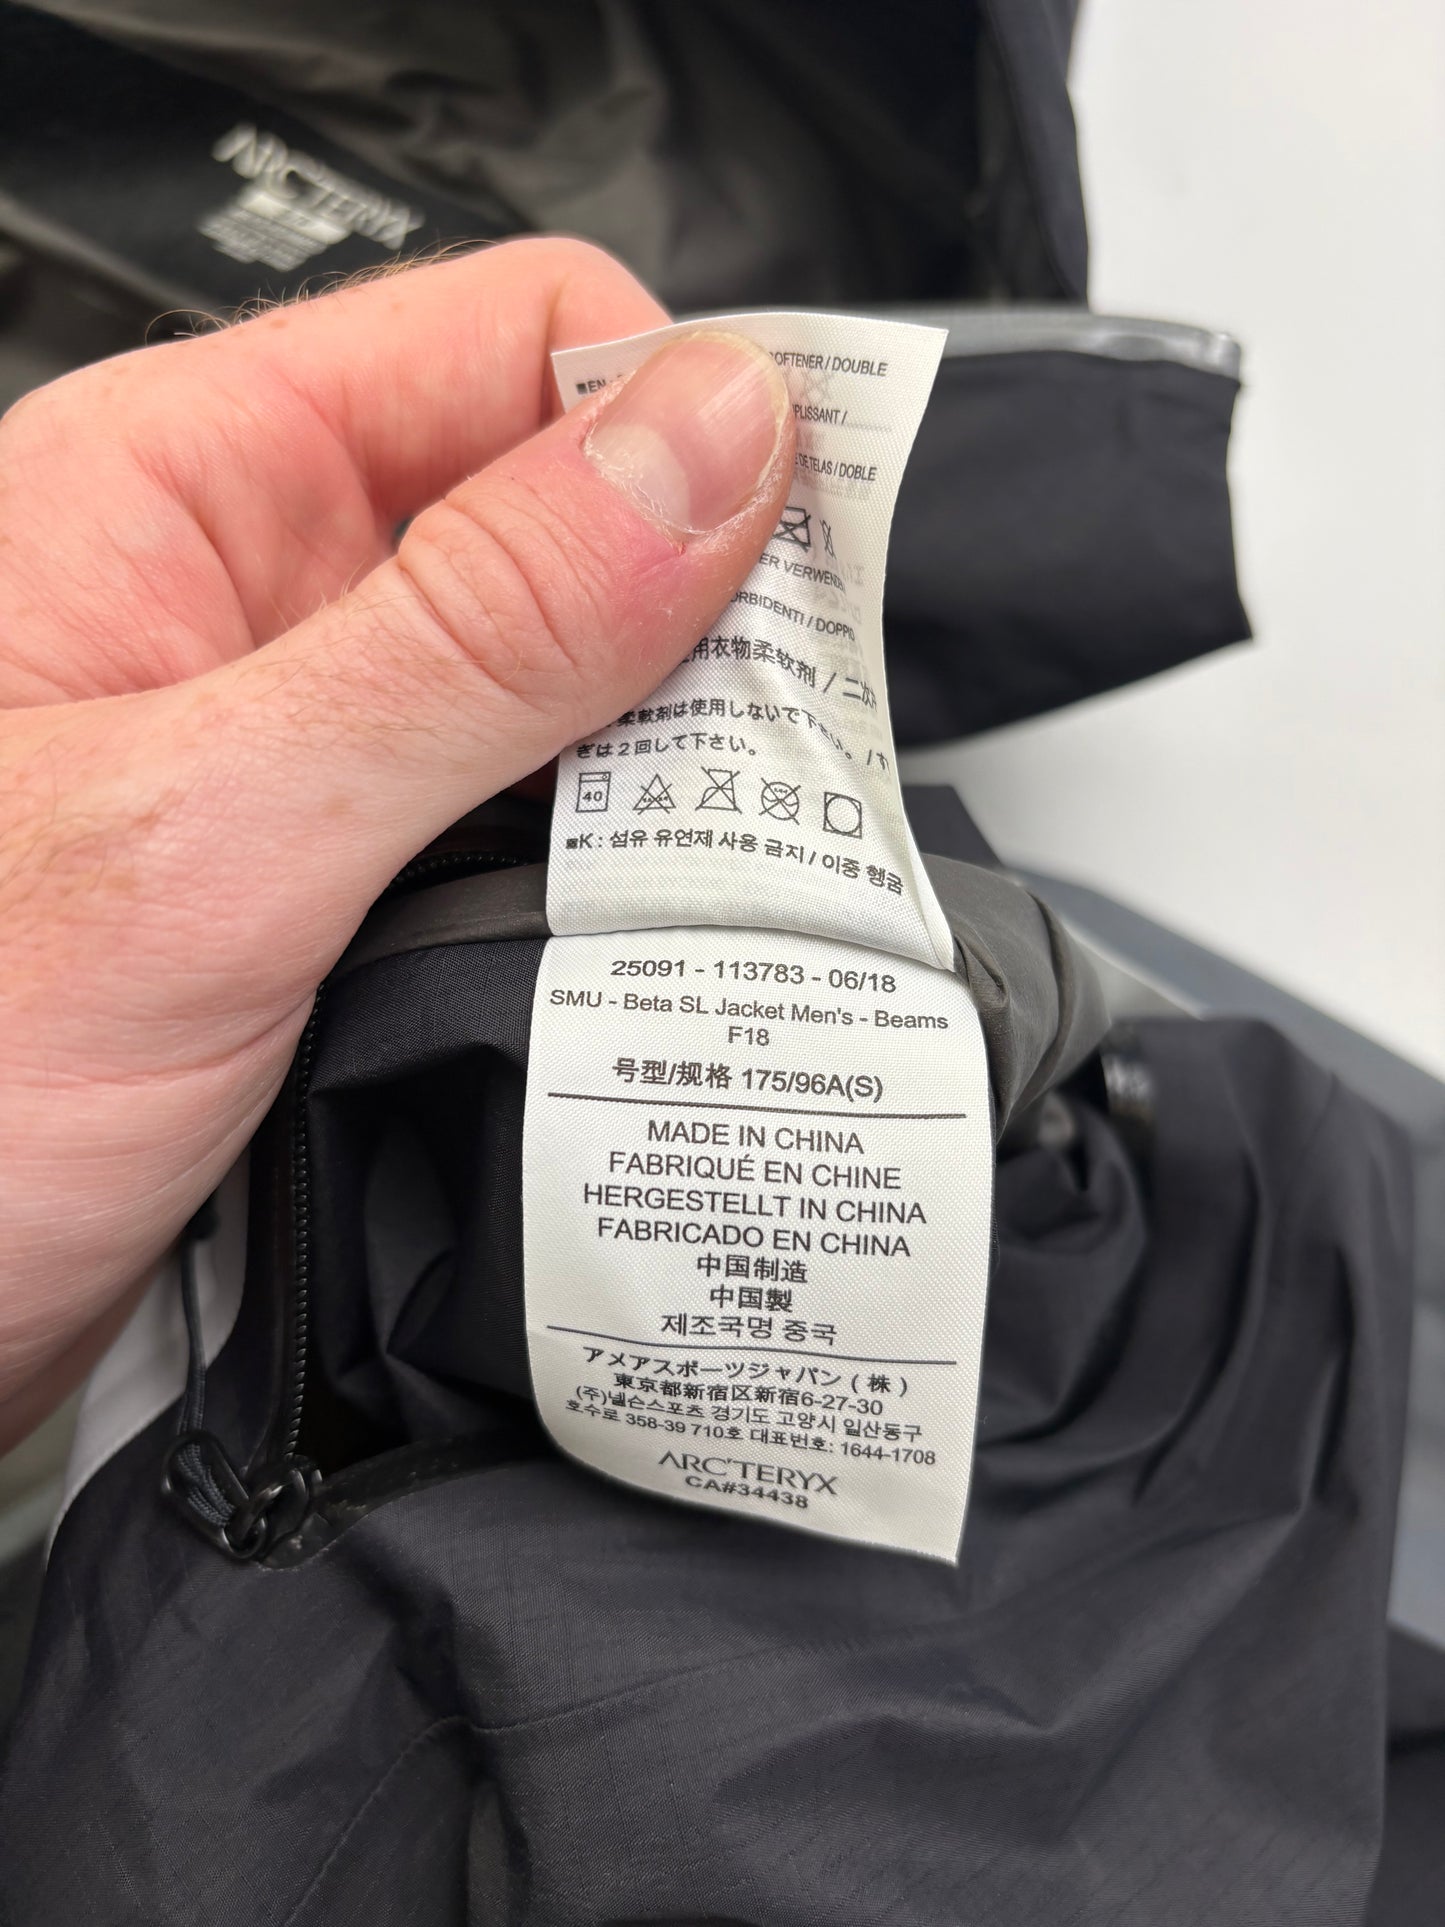 ARC'TERYX
SOFTENER / DOUBLE
PLISSANT /
DE TELAS / DOBLE
VERWENDEN
ORBIDENTI / DOPPIO
用衣物柔软剂 / 二次
柔軟剤は使用しないで下さい。/ す
ぎは2回して下さい。
40
■K : 섬유 유연제 사용 금지 / 이중 헹굼
25091 - 113783 - 06/18
SMU - Beta SL Jacket Men's - Beams
F18
号型/规格 175/96A(S)
MADE IN CHINA
FABRIQUÉ EN CHINE
HERGESTELLT IN CHINA
FABRICADO EN CHINA
中国制造
中国製
제조국명 중국
アメアスポーツジャパン ( 株 )
東京都新宿区新宿6-27-30
(주)넬슨스포츠 경기도 고양시 일산동구
호수로 358-39 710호 대표번호: 1644-1708
ARC'TERYX
CA#34438